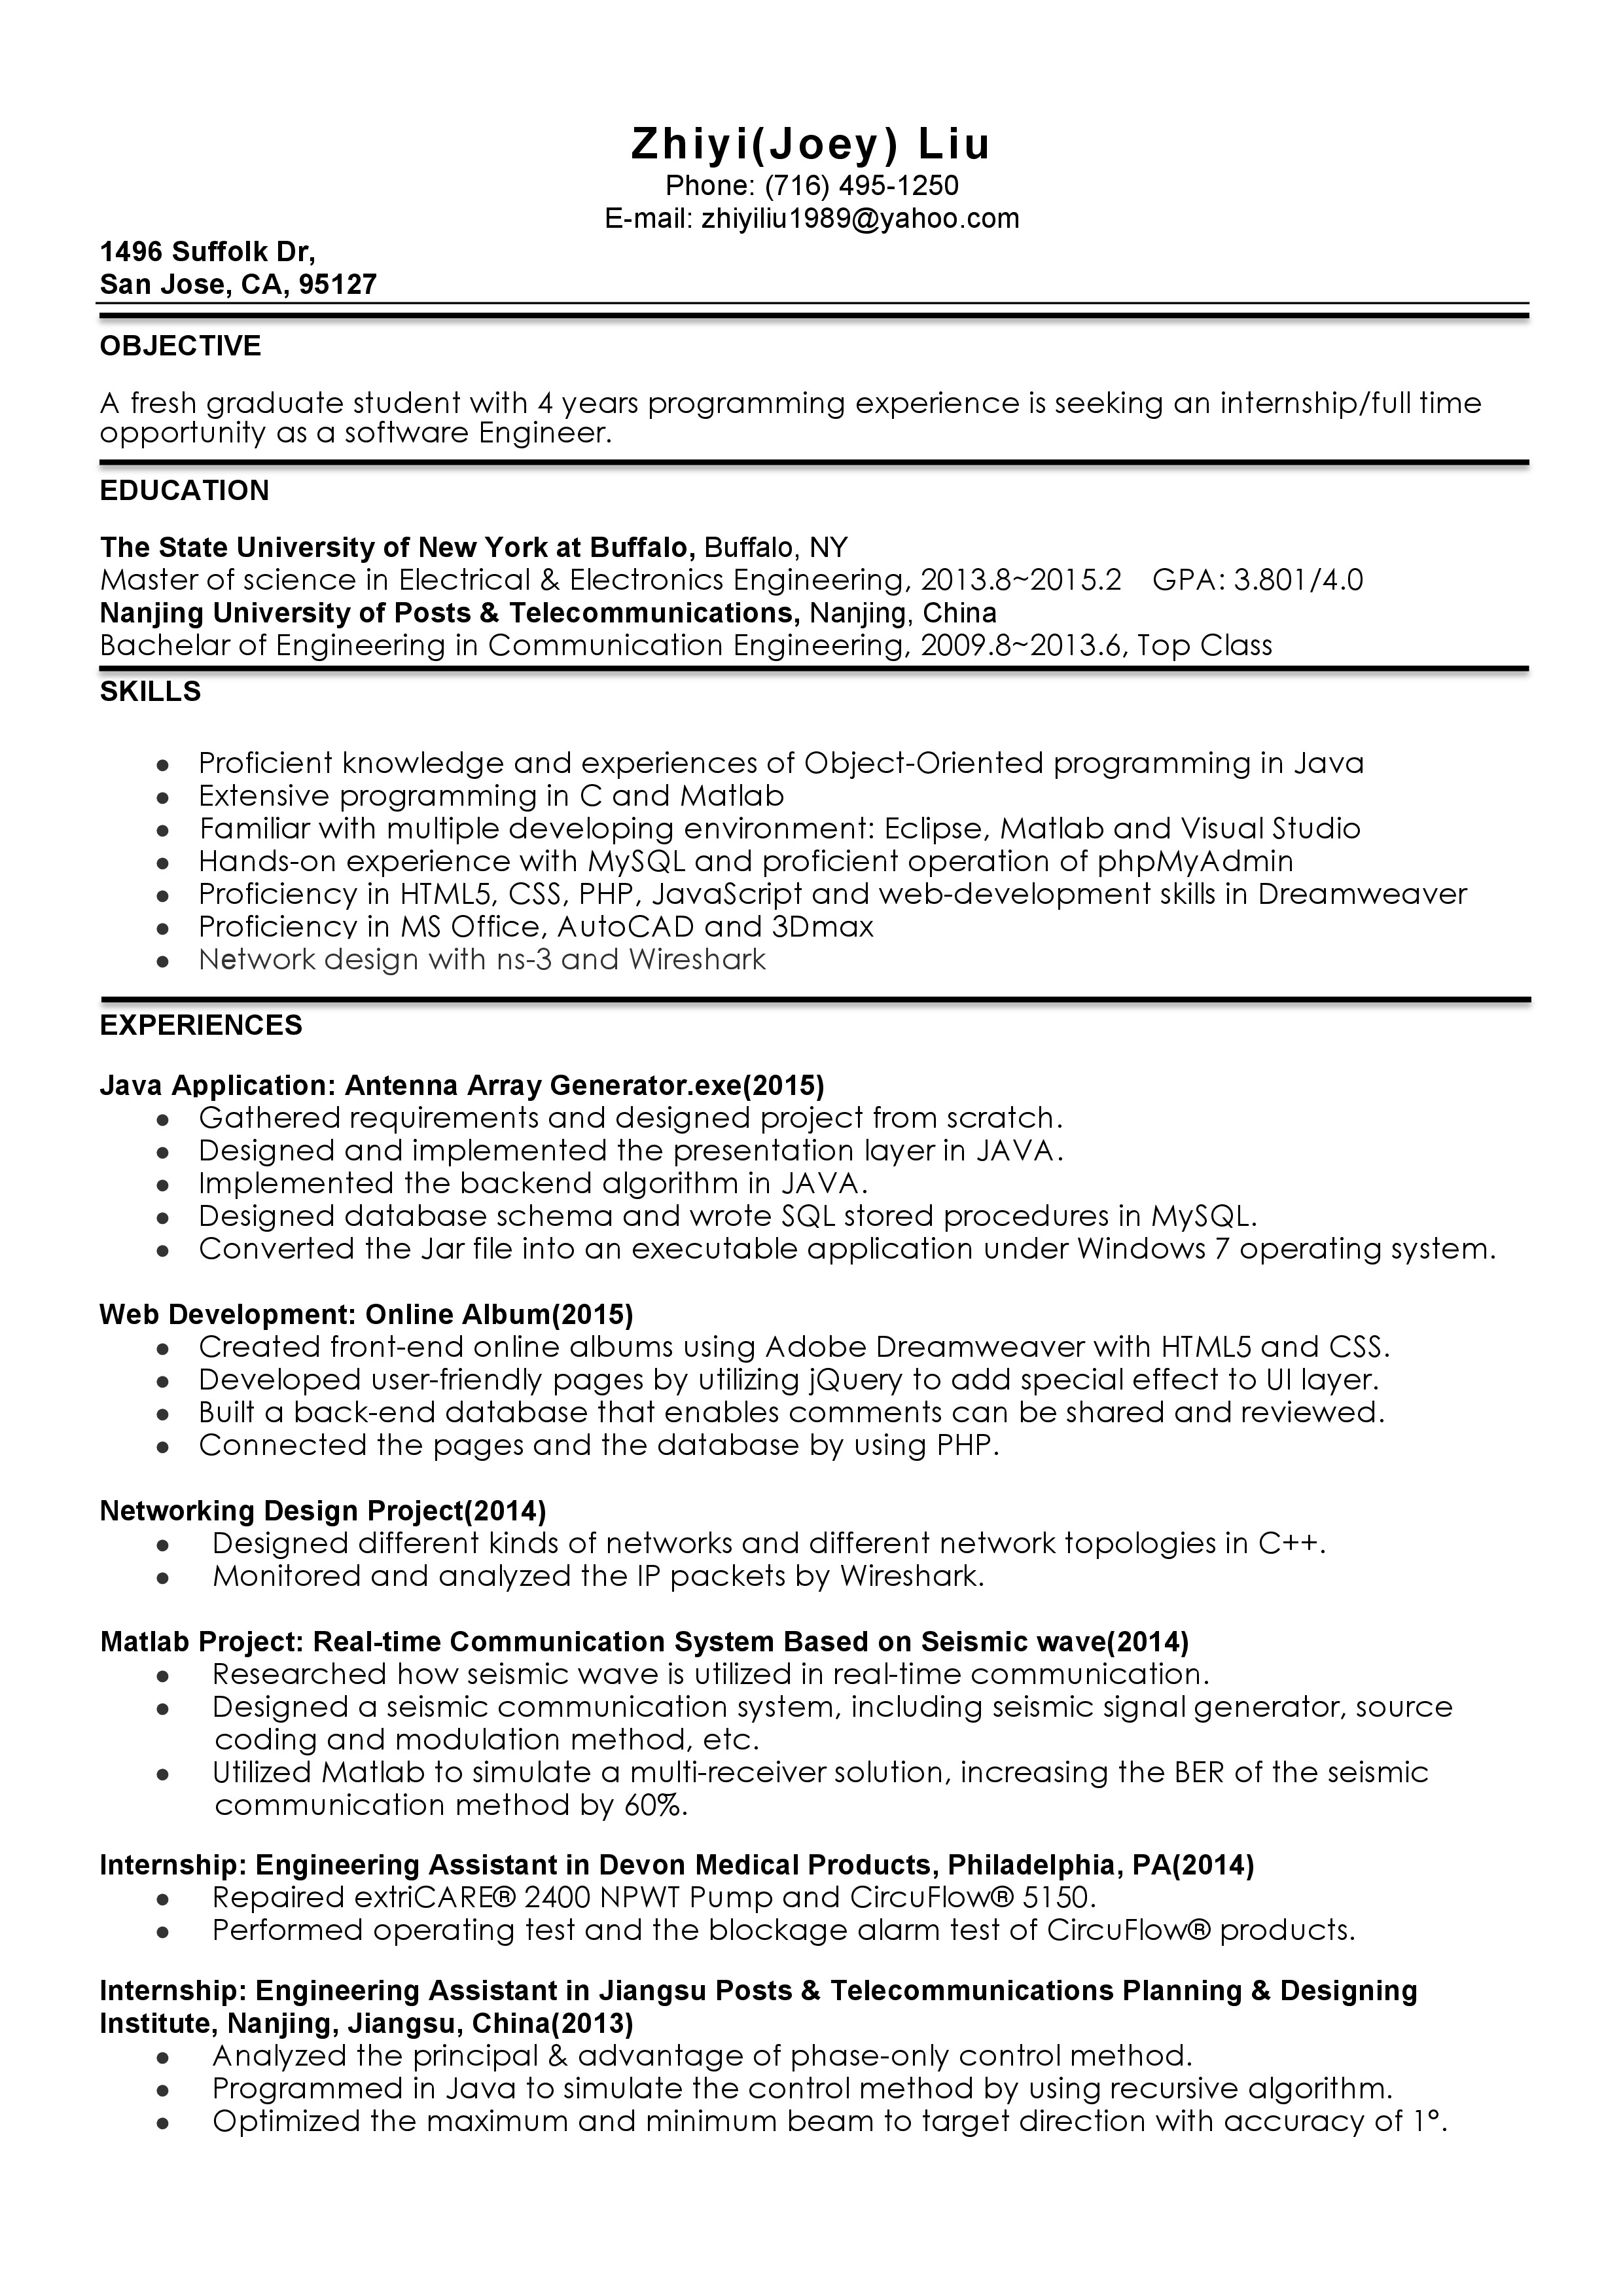 Zhiyi(Joey) Liu
Phone: (716) 495-1250
E-mail: zhiyiliu1989@yahoo.com
1496 Suffolk Dr,
San Jose, CA, 95127
OBJECTIVE
A fresh graduate student with 4 years programming experience is seeking an internship/full time
opportunity as a software Engineer.
EDUCATION
The State University of New York at Buffalo, Buffalo, NY
Master of science in Electrical & Electronics Engineering, 2013.8~2015.2 GPA: 3.801/4.0
Nanjing University of Posts & Telecommunications, Nanjing, China
Bachelar of Engineering in Communication Engineering, 2009.8~2013.6, Top Class
SKILLS
● Proficient knowledge and experiences of Object-Oriented programming in Java
● Extensive programming in C and Matlab
● Familiar with multiple developing environment: Eclipse, Matlab and Visual Studio
● Hands-on experience with MySQL and proficient operation of phpMyAdmin
● Proficiency in HTML5, CSS, PHP, JavaScript and web-development skills in Dreamweaver
● Proficiency in MS Office, AutoCAD and 3Dmax
● Network design with ns-3 and Wireshark
EXPERIENCES
Java Application: Antenna Array Generator.exe(2015)
● Gathered requirements and designed project from scratch.
● Designed and implemented the presentation layer in JAVA.
● Implemented the backend algorithm in JAVA.
● Designed database schema and wrote SQL stored procedures in MySQL.
● Converted the Jar file into an executable application under Windows 7 operating system.
Web Development: Online Album(2015)
● Created front-end online albums using Adobe Dreamweaver with HTML5 and CSS.
● Developed user-friendly pages by utilizing jQuery to add special effect to UI layer.
● Built a back-end database that enables comments can be shared and reviewed.
● Connected the pages and the database by using PHP.
Networking Design Project(2014)
● Designed different kinds of networks and different network topologies in C++.
● Monitored and analyzed the IP packets by Wireshark.
Matlab Project: Real-time Communication System Based on Seismic wave(2014)
● Researched how seismic wave is utilized in real-time communication.
● Designed a seismic communication system, including seismic signal generator, source
coding and modulation method, etc.
● Utilized Matlab to simulate a multi-receiver solution, increasing the BER of the seismic
communication method by 60%.
Internship: Engineering Assistant in Devon Medical Products, Philadelphia, PA(2014)
● Repaired extriCARE® 2400 NPWT Pump and CircuFlow® 5150.
● Performed operating test and the blockage alarm test of CircuFlow® products.
Internship: Engineering Assistant in Jiangsu Posts & Telecommunications Planning & Designing
Institute, Nanjing, Jiangsu, China(2013)
● Analyzed the principal & advantage of phase-only control method.
● Programmed in Java to simulate the control method by using recursive algorithm.
● Optimized the maximum and minimum beam to target direction with accuracy of 1°.